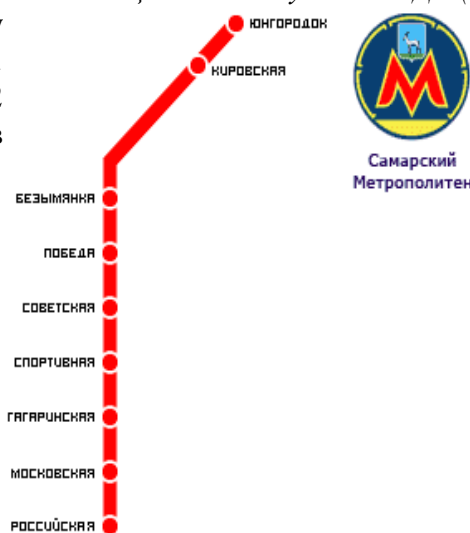 ЮНГОРОДОК
КИРОВСКАЯ
Самарский
Метрополитен
БЕЗЫМЯНКА
ПОБЕДА
СОВЕТСКАЯ
СПОРТИВНАЯ
ГАГАРИНСКАЯ
МОСКОВСКАЯ
РОССИЙСКАЯ